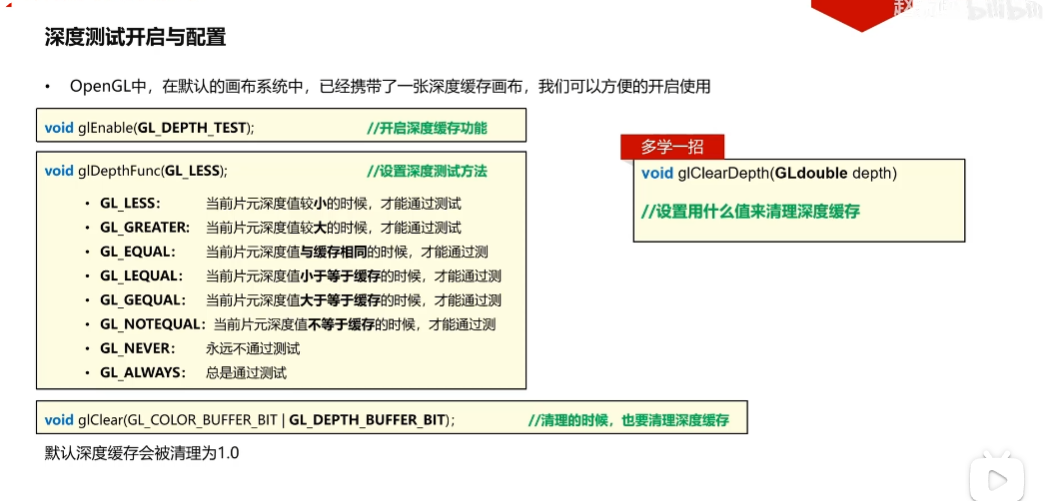 深度测试开启与配置
• OpenGL中，在默认的画布系统中，已经携带了一张深度缓存画布，我们可以方便的开启使用
void glEnable(GL_DEPTH_TEST); //开启深度缓存功能
void glDepthFunc(GL_LESS); //设置深度测试方法
• GL_LESS: 当前片元深度值较小的时候，才能通过测试
• GL_GREATER: 当前片元深度值较大的时候，才能通过测试
• GL_EQUAL: 当前片元深度值与缓存相同的时候，才能通过测
• GL_LEQUAL: 当前片元深度值小于等于缓存的时候，才能通过测
• GL_GEQUAL: 当前片元深度值大于等于缓存的时候，才能通过测
• GL_NOTEQUAL: 当前片元深度值不等于缓存的时候，才能通过测
• GL_NEVER: 永远不通过测试
• GL_ALWAYS: 总是通过测试
void glClear(GL_COLOR_BUFFER_BIT | GL_DEPTH_BUFFER_BIT); //清理的时候，也要清理深度缓存
默认深度缓存会被清理为1.0
多学一招
void glClearDepth(GLdouble depth)
//设置用什么值来清理深度缓存
bilibili